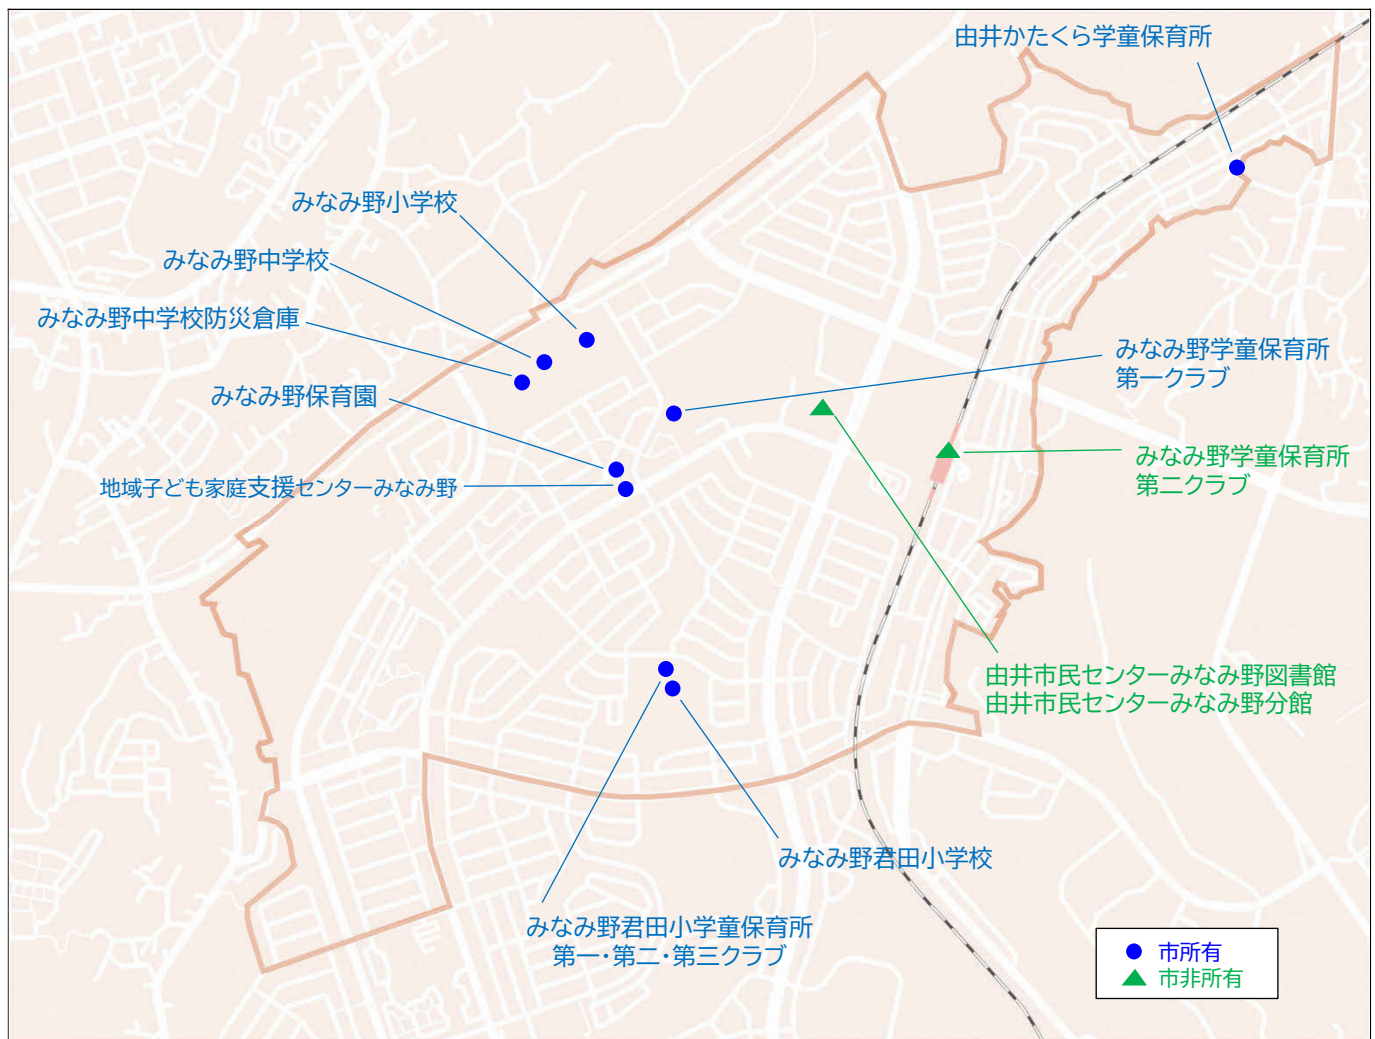 由井かたくら学童保育所
みなみ野小学校
みなみ野中学校
みなみ野中学校防災倉庫
みなみ野学童保育所
第一クラブ
みなみ野保育園
みなみ野学童保育所
第二クラブ
地域子ども家庭支援センターみなみ野
由井市民センターみなみ野図書館
由井市民センターみなみ野分館
みなみ野君田小学校
みなみ野君田小学童保育所
第一・第二・第三クラブ
市所有
市非所有